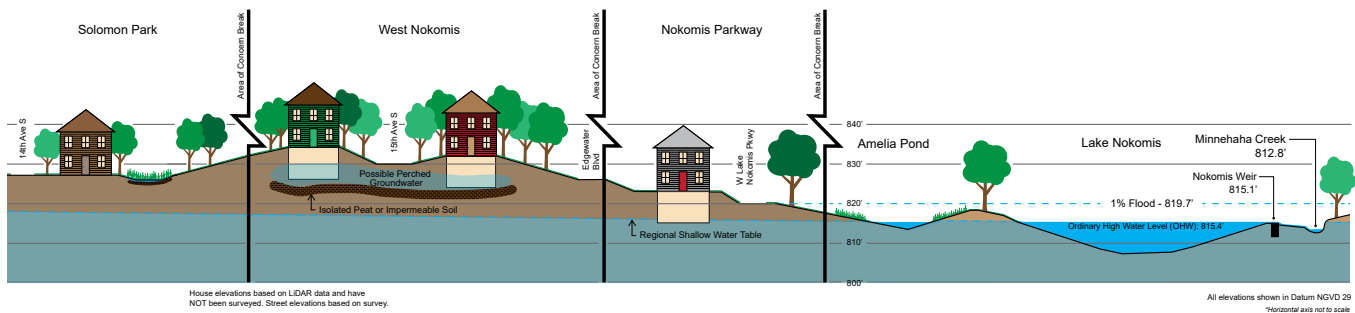 Solomon Park
West Nokomis
Nokomis Parkway
Area of Concern Break
Area of Concern Break
Area of Concern Break
14th Ave S
15th Ave S
Edgewater
Blvd
W. Lake
Nokomis Pkwy
840'
830'
820'
810'
800'
Amelia Pond
Lake Nokomis
Minnehaha Creek
812.8'
Nokomis Weir
815.1'
1% Flood - 819.7'
Ordinary High Water Level (OHW): 815.4'
Possible Perched
Groundwater
Isolated Peat or Impermeable Soil
Regional Shallow Water Table
House elevations based on LiDAR data and have
NOT been surveyed. Street elevations based on survey.
All elevations shown in Datum NGVD 29
*Horizontal axis not to scale